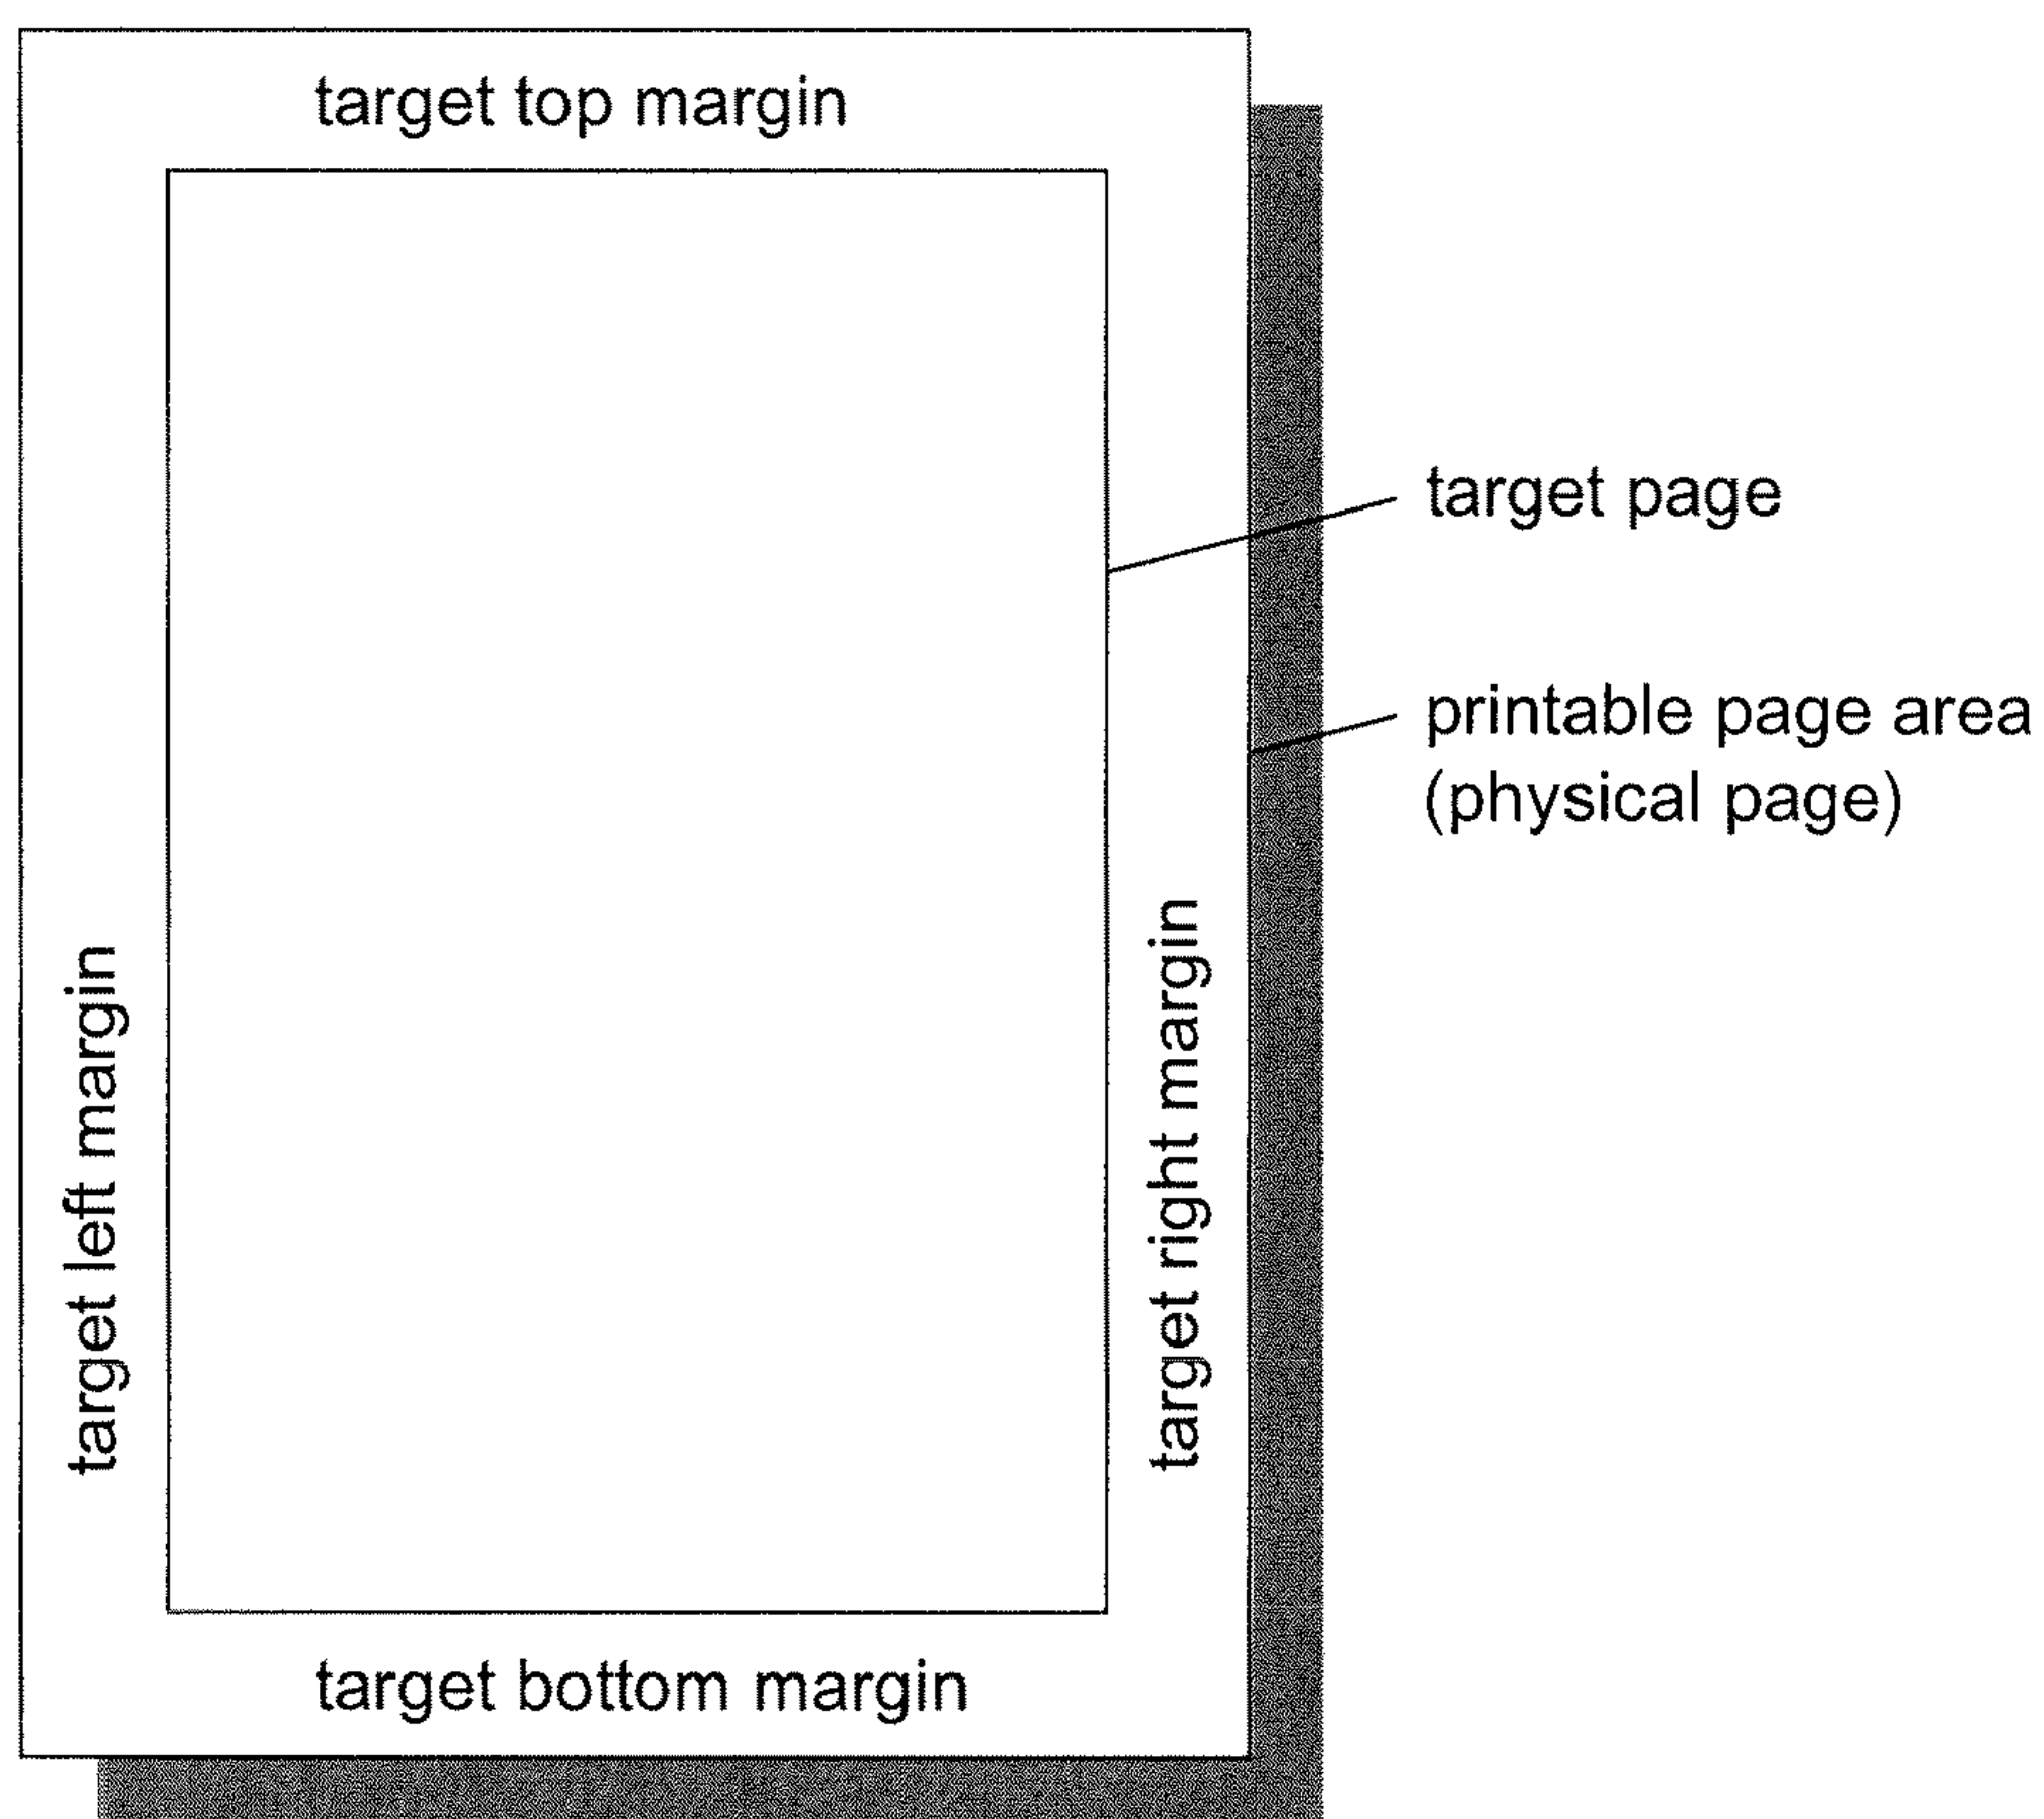 target top margin
target page
printable page area
(physical page)
target left margin
target right margin
target bottom margin